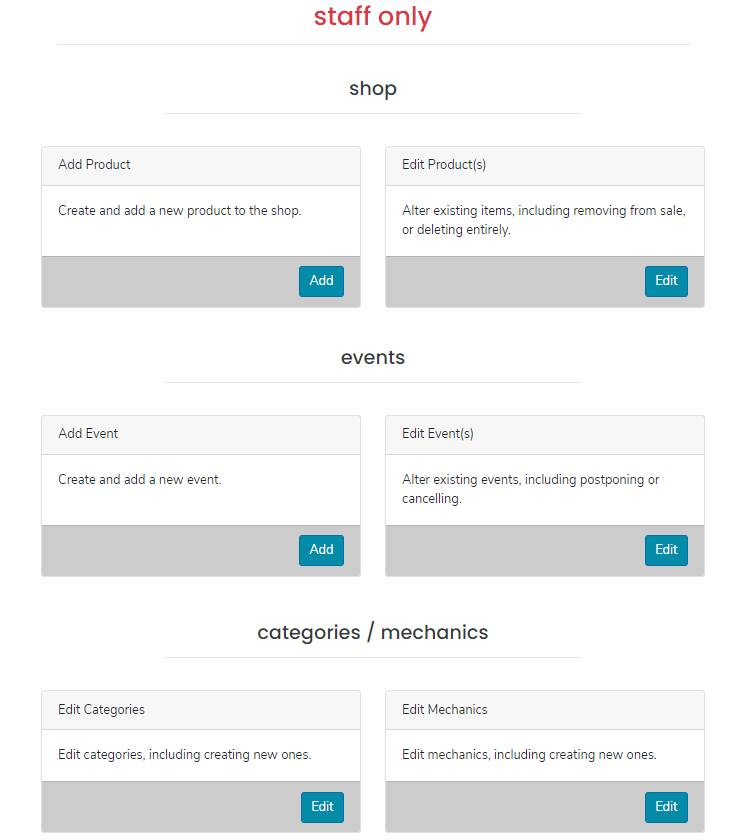 staff only
shop
Add Product
Create and add a new product to the shop.
Add
Edit Product(s)
Alter existing items, including removing from sale,
or deleting entirely.
Edit
events
Add Event
Create and add a new event.
Add
Edit Event(s)
Alter existing events, including postponing or
cancelling.
Edit
categories / mechanics
Edit Categories
Edit categories, including creating new ones.
Edit
Edit Mechanics
Edit mechanics, including creating new ones.
Edit